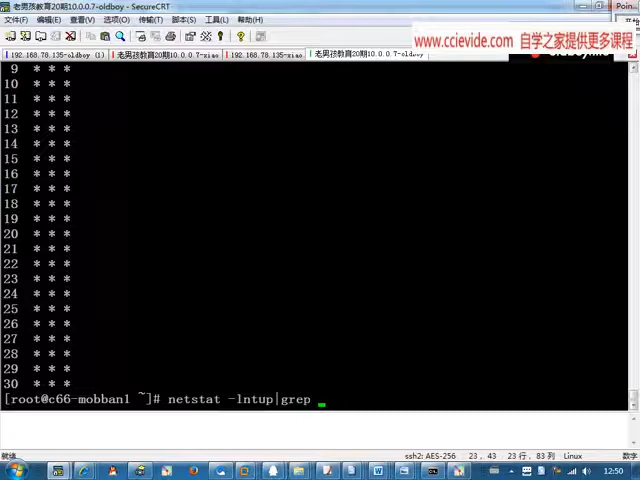 老男孩教育20期10.0.0.7-oldboy - SecureCRT
文件(F) 编辑(E) 查看(V) 选项(O) 传输(T) 脚本(S) 工具(L) 帮助(H)
www.ccievide.com 自学之家提供更多课程
192.168.78.135-oldboy (1) 老男孩教育20期10.0.0.7-xiao 192.168.78.135-xiao 老男孩教育20期10.0.0.7-oldboy
9 * * *
10 * * *
11 * * *
12 * * *
13 * * *
14 * * *
15 * * *
16 * * *
17 * * *
18 * * *
19 * * *
20 * * *
21 * * *
22 * * *
23 * * *
24 * * *
25 * * *
26 * * *
27 * * *
28 * * *
29 * * *
30 * * *
[root@c66-mobban1 ~]# netstat -lntup|grep
就绪 ssh2: AES-256 23, 43 23 行, 83 列 Linux 数字
12:50